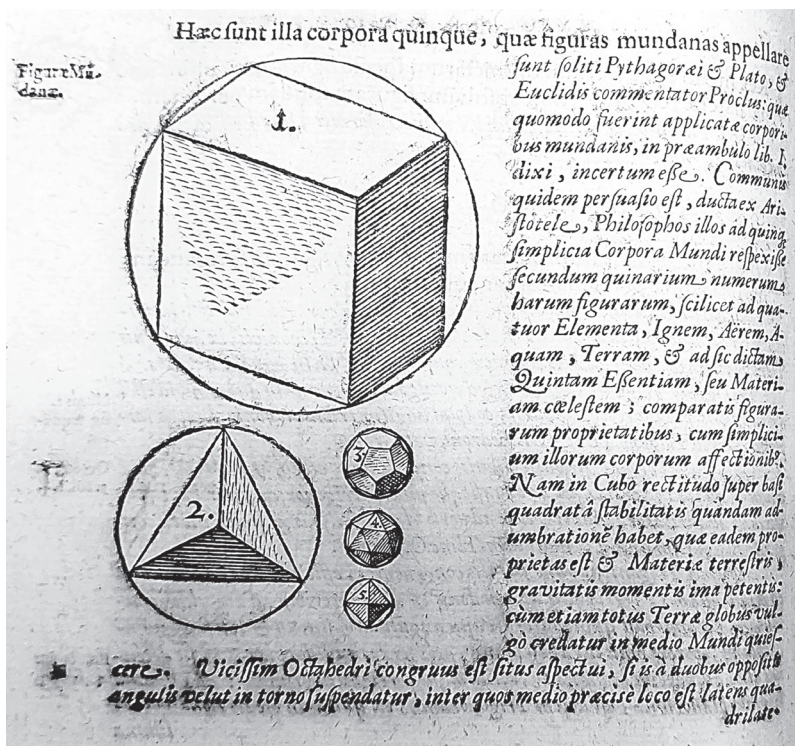 Hæc sunt illa corpora quinque, quæ figuras mundanas appellare
Figuræ Mũ-
danæ.
sunt soliti Pythagoræi & Plato, &
Euclidis commentator Proclus: quæ
quomodo fuerint applicatæ corpori-
bus mundanis, in præambulo lib. I.
dixi, incertum esse. Communis
quidem persuasio est, ducta ex Ari-
stotele, Philosophos illos ad quinq
simplicia Corpora Mundi respexisse
secundum quinarium numerum
harum figurarum, scilicet ad qua-
tuor Elementa, Ignem, Aërem, A-
quam, Terram, & ad sic dictam
Quintam Essentiam, seu Materi-
am cœlestem; comparatis figura-
rum proprietatibus, cum simplici-
um illorum corporum affectionib⁹.
Nam in Cubo rectitudo super basi
quadratâ stabilitatis quandam ad-
umbrationẽ habet, quæ eadem pro-
prietas est & Materiæ terrestris,
gravitatis momentis ima petentis:
cùm etiam totus Terræ globus vul-
gò credatur in medio Mundi quies-
cere. Vicissim Octahedri congruus est situs aspectui, si is à duobus oppositis
angulis velut in torno suspendatur, inter quos medio præcisè loco est latens qua-
drilate-
1.
2.
3.
4.
5.